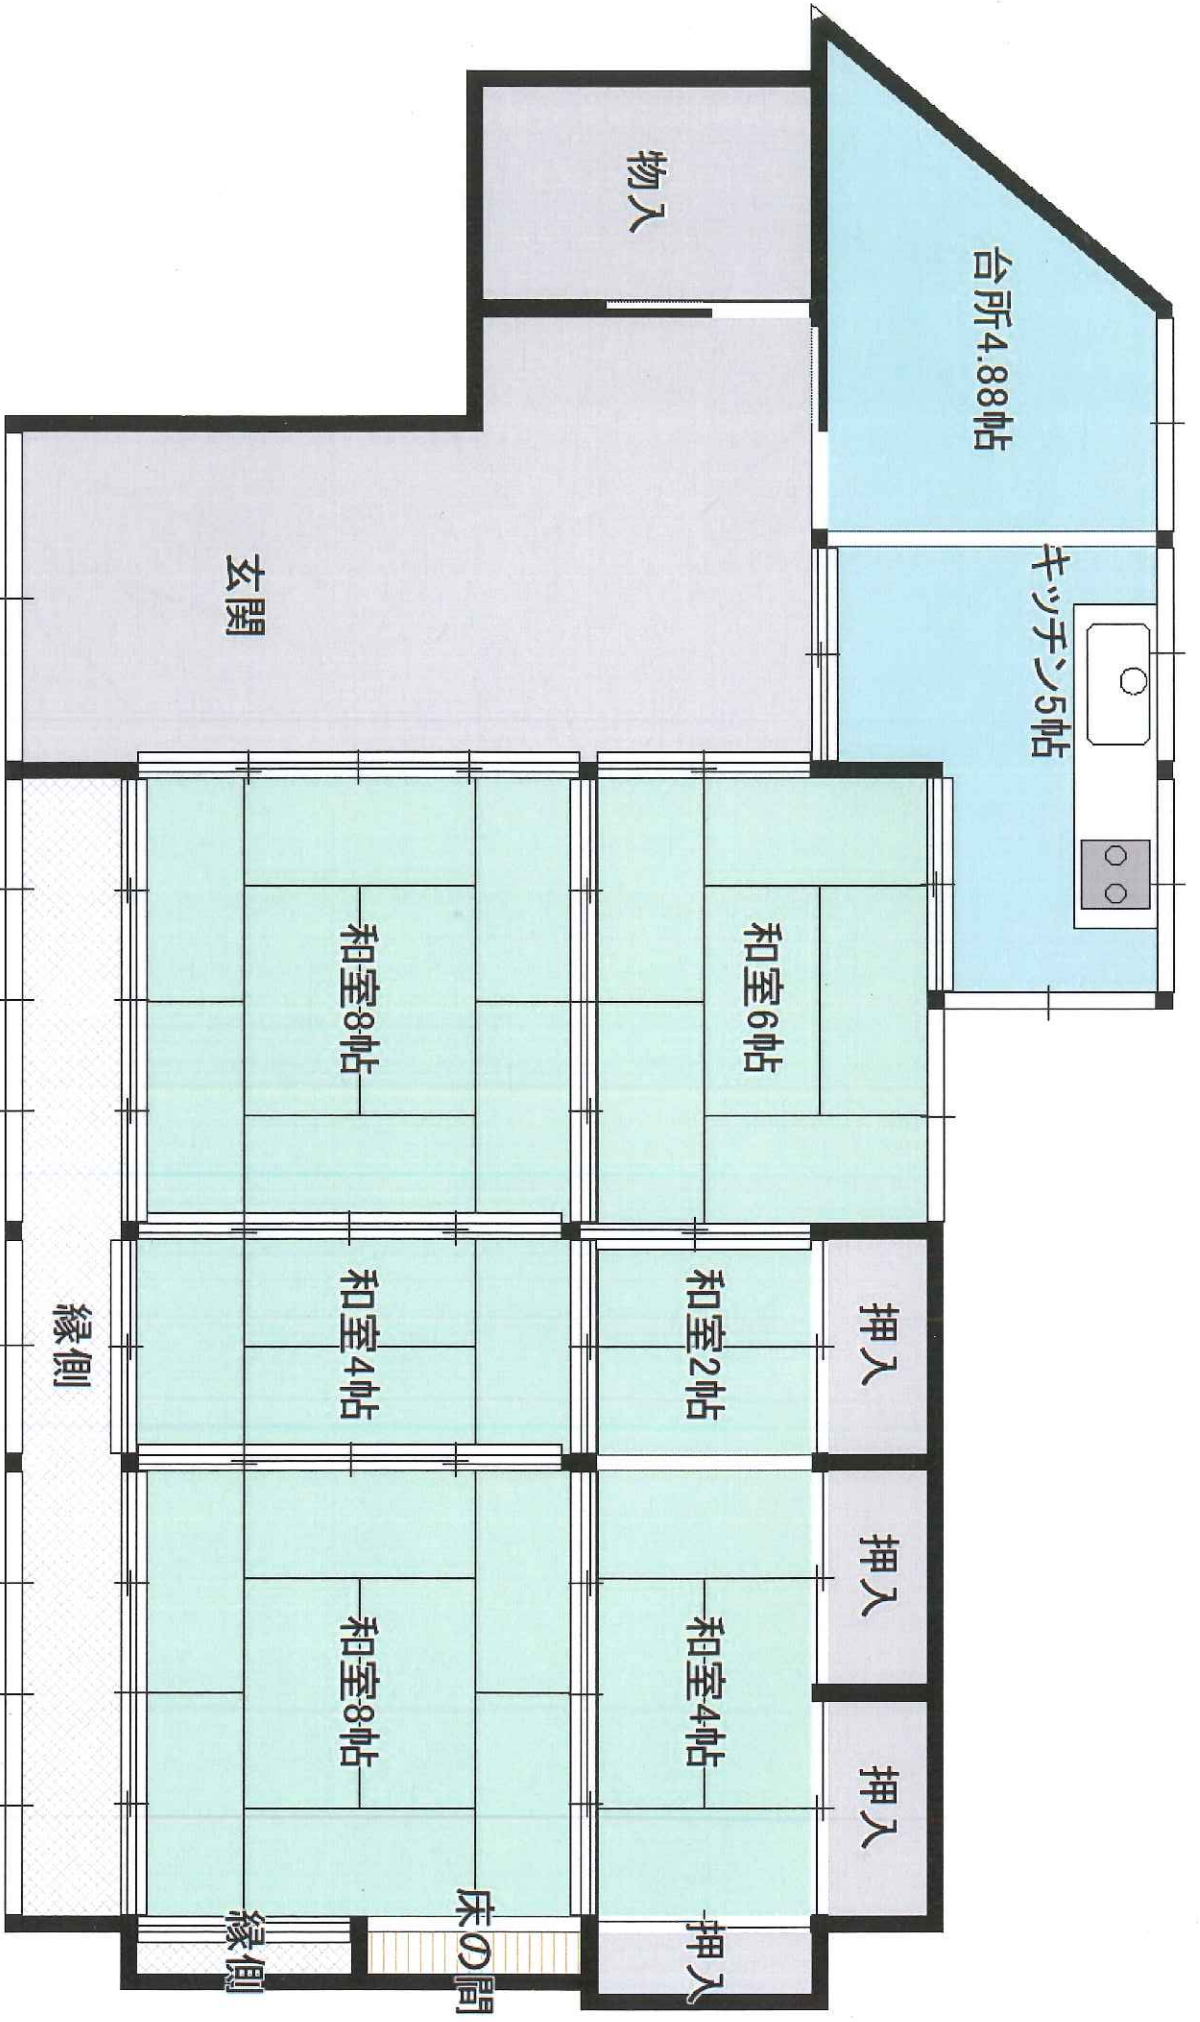 台所4.88帖
キッチン5帖
物入
玄関
和室6帖
和室8帖
押入
和室2帖
和室4帖
縁側
押入
押入
和室4帖
和室8帖
押入
床の間
縁側